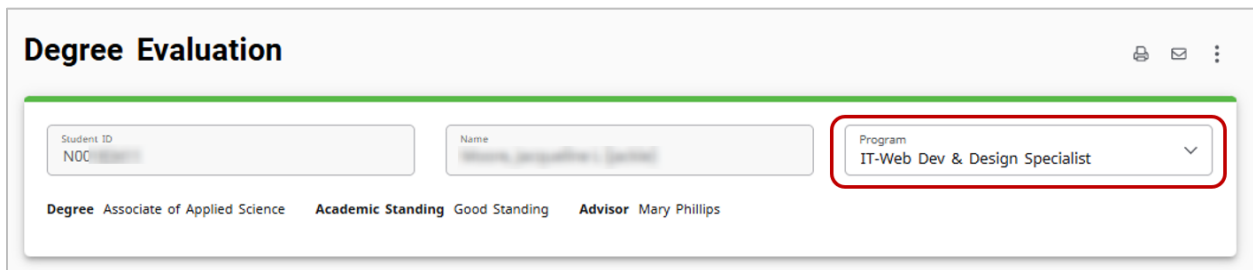 Degree Evaluation
Student ID
N00
Name
Program
IT-Web Dev & Design Specialist
Degree Associate of Applied Science Academic Standing Good Standing Advisor Mary Phillips